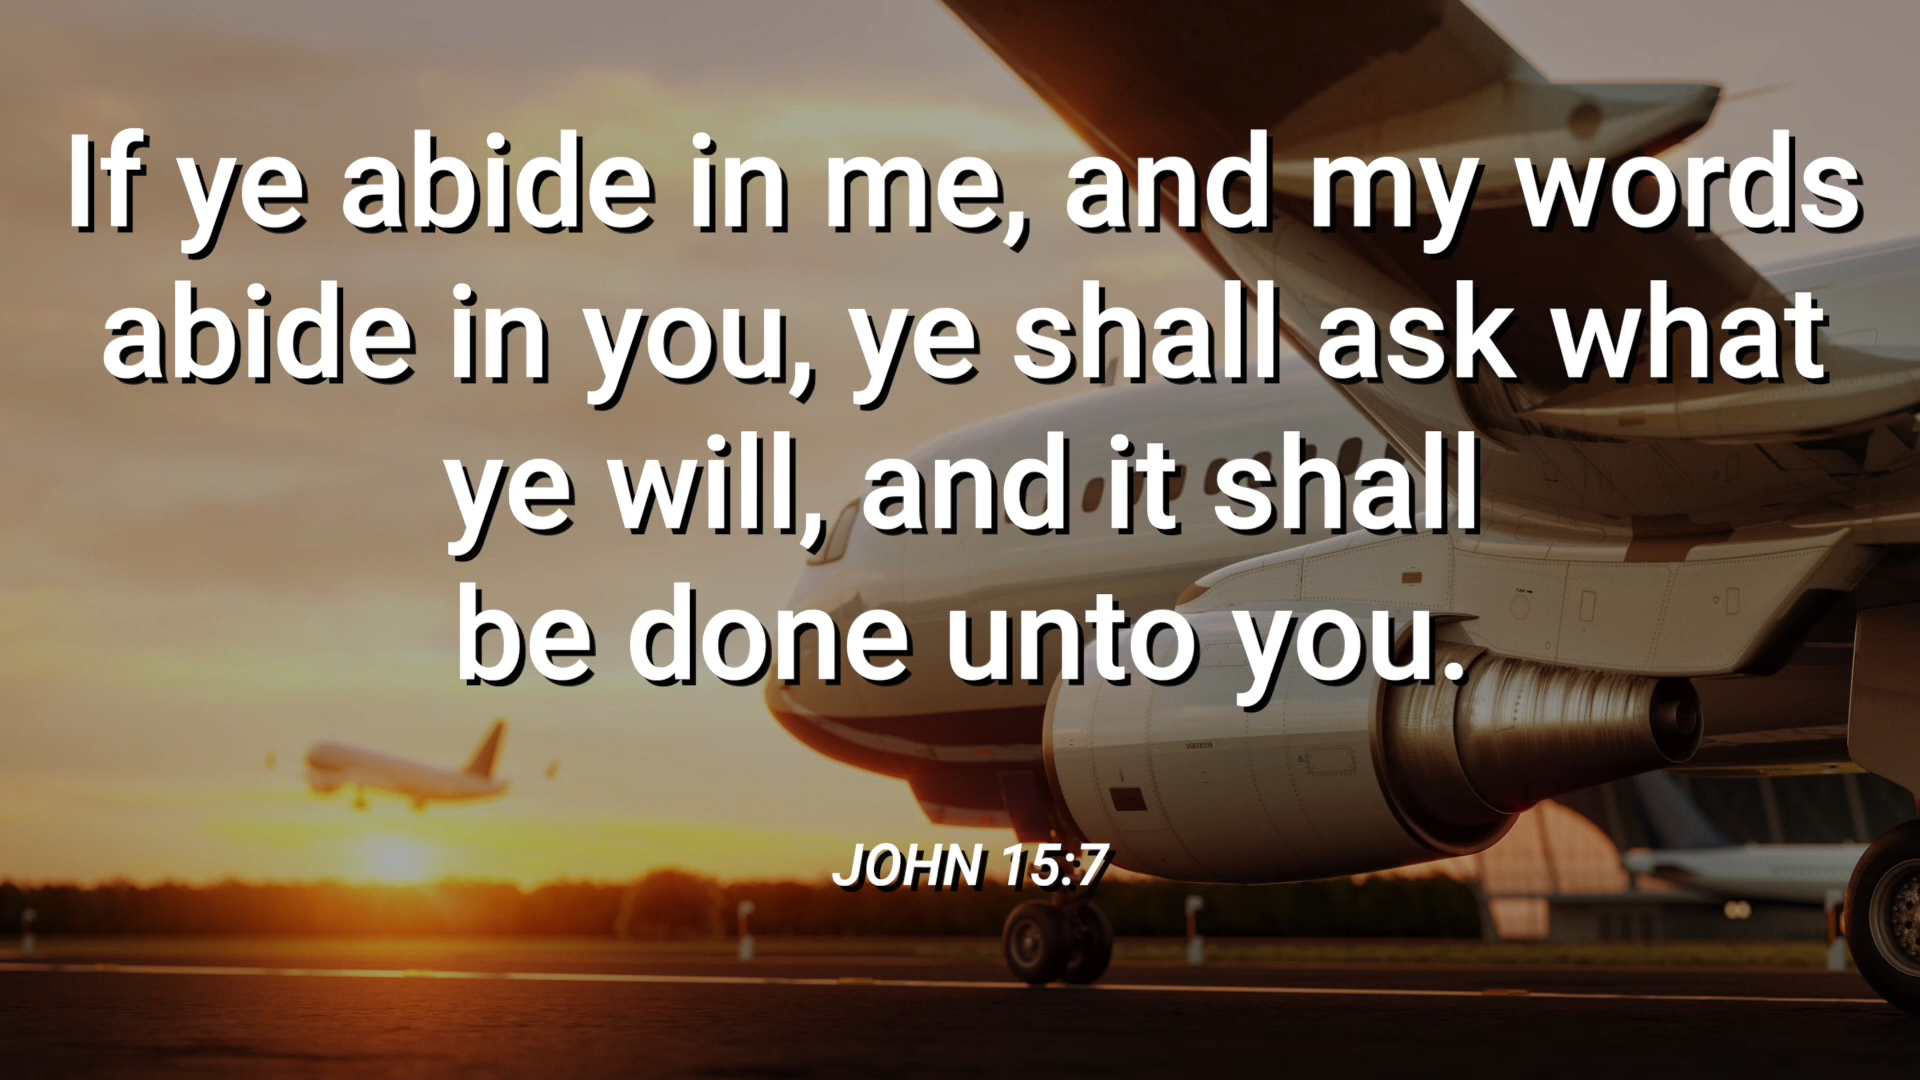 If ye abide in me, and my words
abide in you, ye shall ask what
ye will, and it shall
be done unto you.
JOHN 15:7